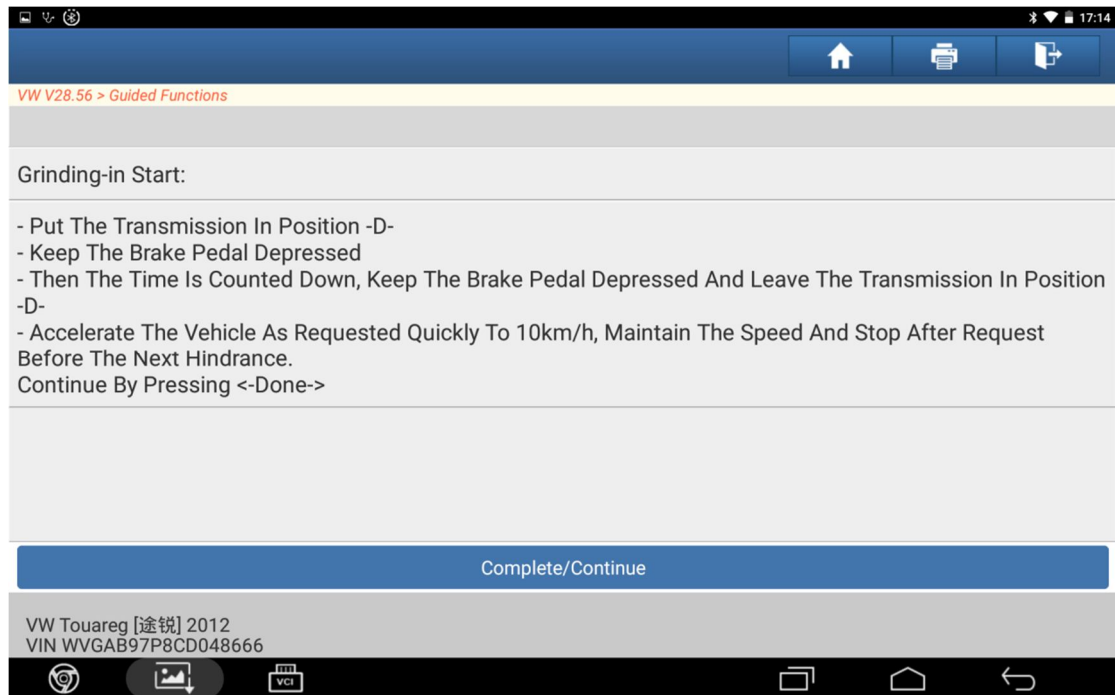 17:14
VW V28.56 > Guided Functions
Grinding-in Start:
- Put The Transmission In Position -D-
- Keep The Brake Pedal Depressed
- Then The Time Is Counted Down, Keep The Brake Pedal Depressed And Leave The Transmission In Position
-D-
- Accelerate The Vehicle As Requested Quickly To 10km/h, Maintain The Speed And Stop After Request
Before The Next Hindrance.
Continue By Pressing <-Done->
Complete/Continue
VW Touareg [途锐] 2012
VIN WVGAB97P8CD048666
VCI